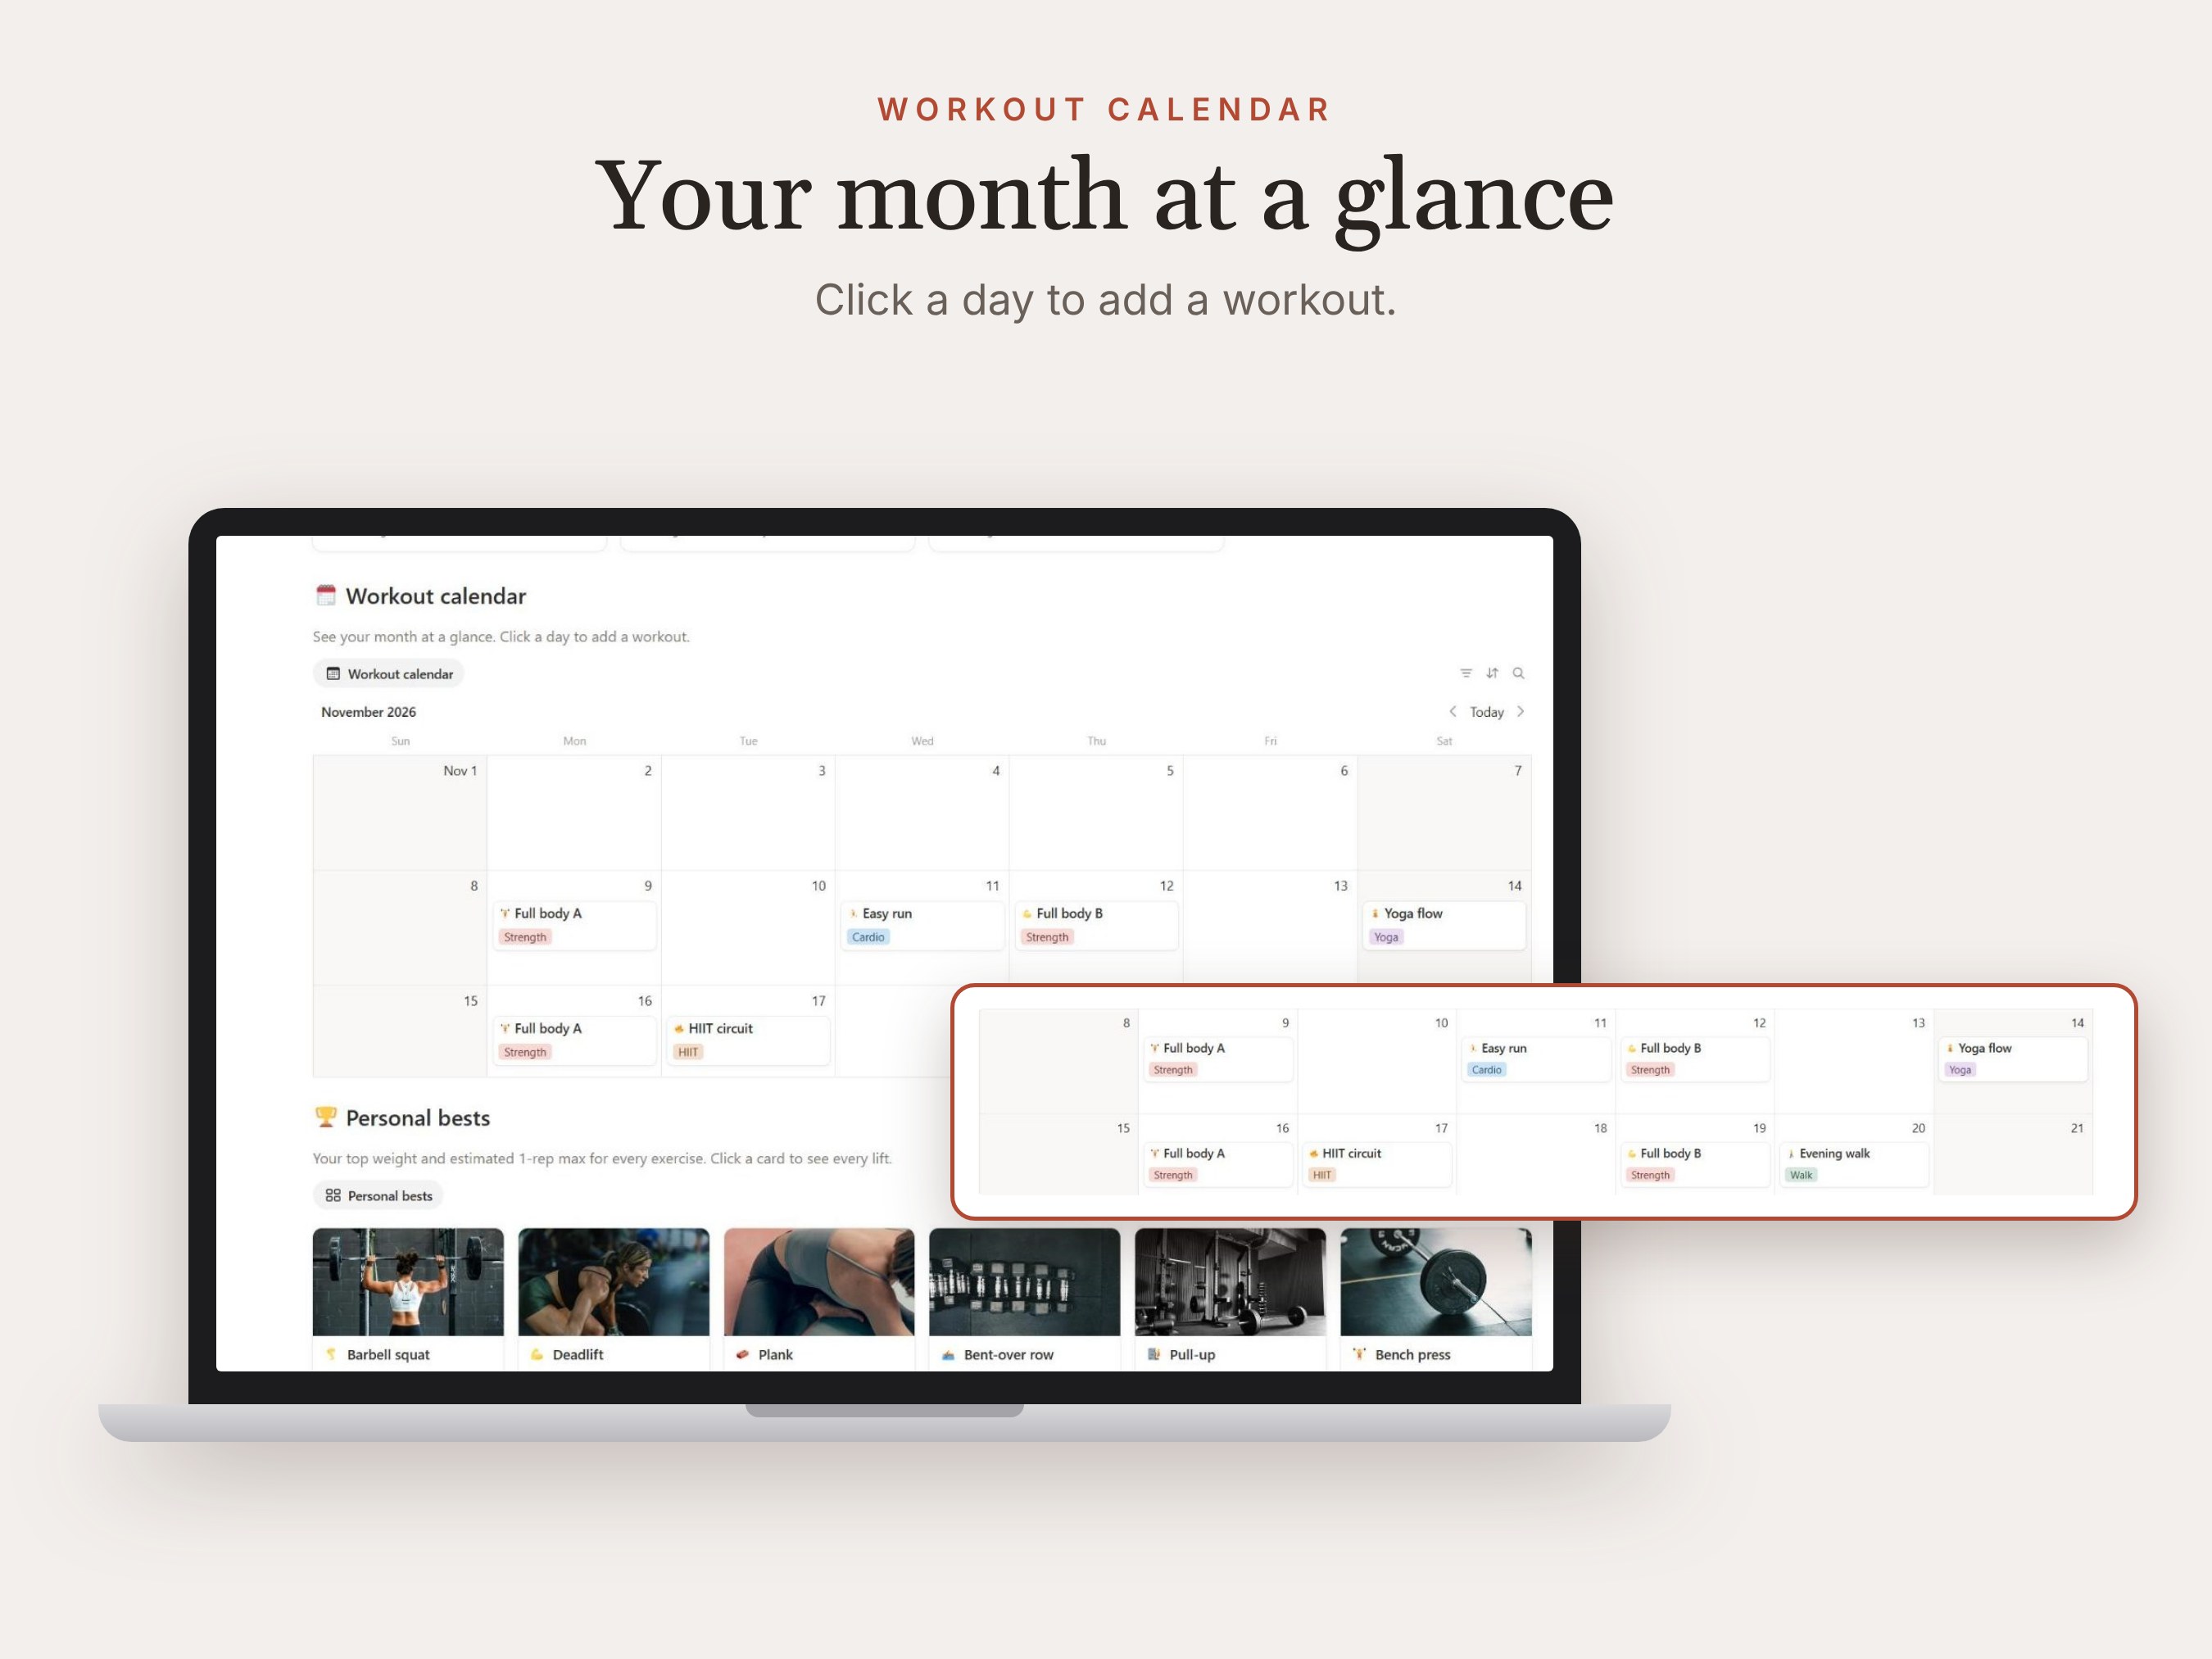 WORKOUT CALENDAR
Your month at a glance
Click a day to add a workout.
Workout calendar
See your month at a glance. Click a day to add a workout.
Workout calendar
November 2026
Today
Sun Mon Tue Wed Thu Fri Sat
Nov 1 2 3 4 5 6 7
8 9 10 11 12 13 14
Full body A Easy run Full body B Yoga flow
Strength Cardio Strength Yoga
15 16 17
Full body A HIIT circuit
Strength HIIT
8 9 10 11 12 13 14
Full body A Easy run Full body B Yoga flow
Strength Cardio Strength Yoga
15 16 17 18 19 20 21
Full body A HIIT circuit Full body B Evening walk
Strength HIIT Strength Walk
Personal bests
Your top weight and estimated 1-rep max for every exercise. Click a card to see every lift.
Personal bests
Barbell squat Deadlift Plank Bent-over row Pull-up Bench press